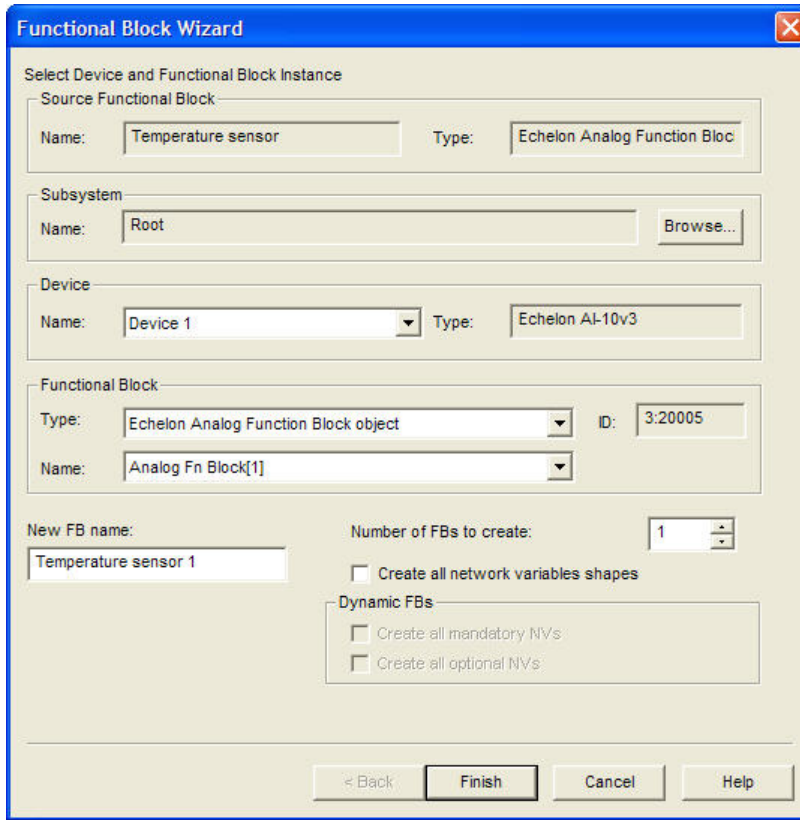 Functional Block Wizard
Select Device and Functional Block Instance
Source Functional Block
Name: Temperature sensor Type: Echelon Analog Function Bloc
Subsystem
Name: Root Browse...
Device
Name: Device 1 Type: Echelon AI-10v3
Functional Block
Type: Echelon Analog Function Block object ID: 3:20005
Name: Analog Fn Block[1]
New FB name: Number of FBs to create: 1
Temperature sensor 1
Create all network variables shapes
Dynamic FBs
Create all mandatory NVs
Create all optional NVs
< Back Finish Cancel Help